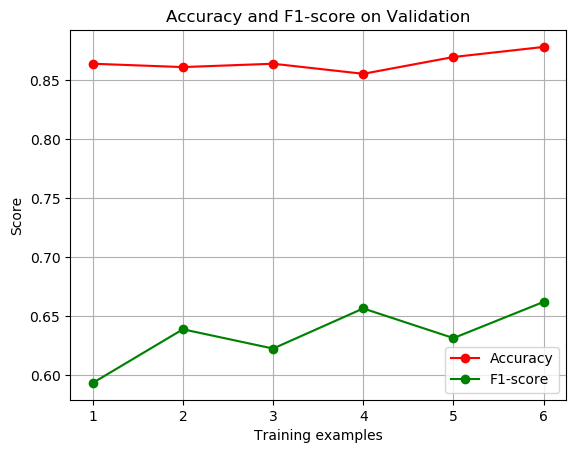 Accuracy and F1-score on Validation
Score
0.85
0.80
0.75
0.70
0.65
0.60
Accuracy
F1-score
1 2 3 4 5 6
Training examples